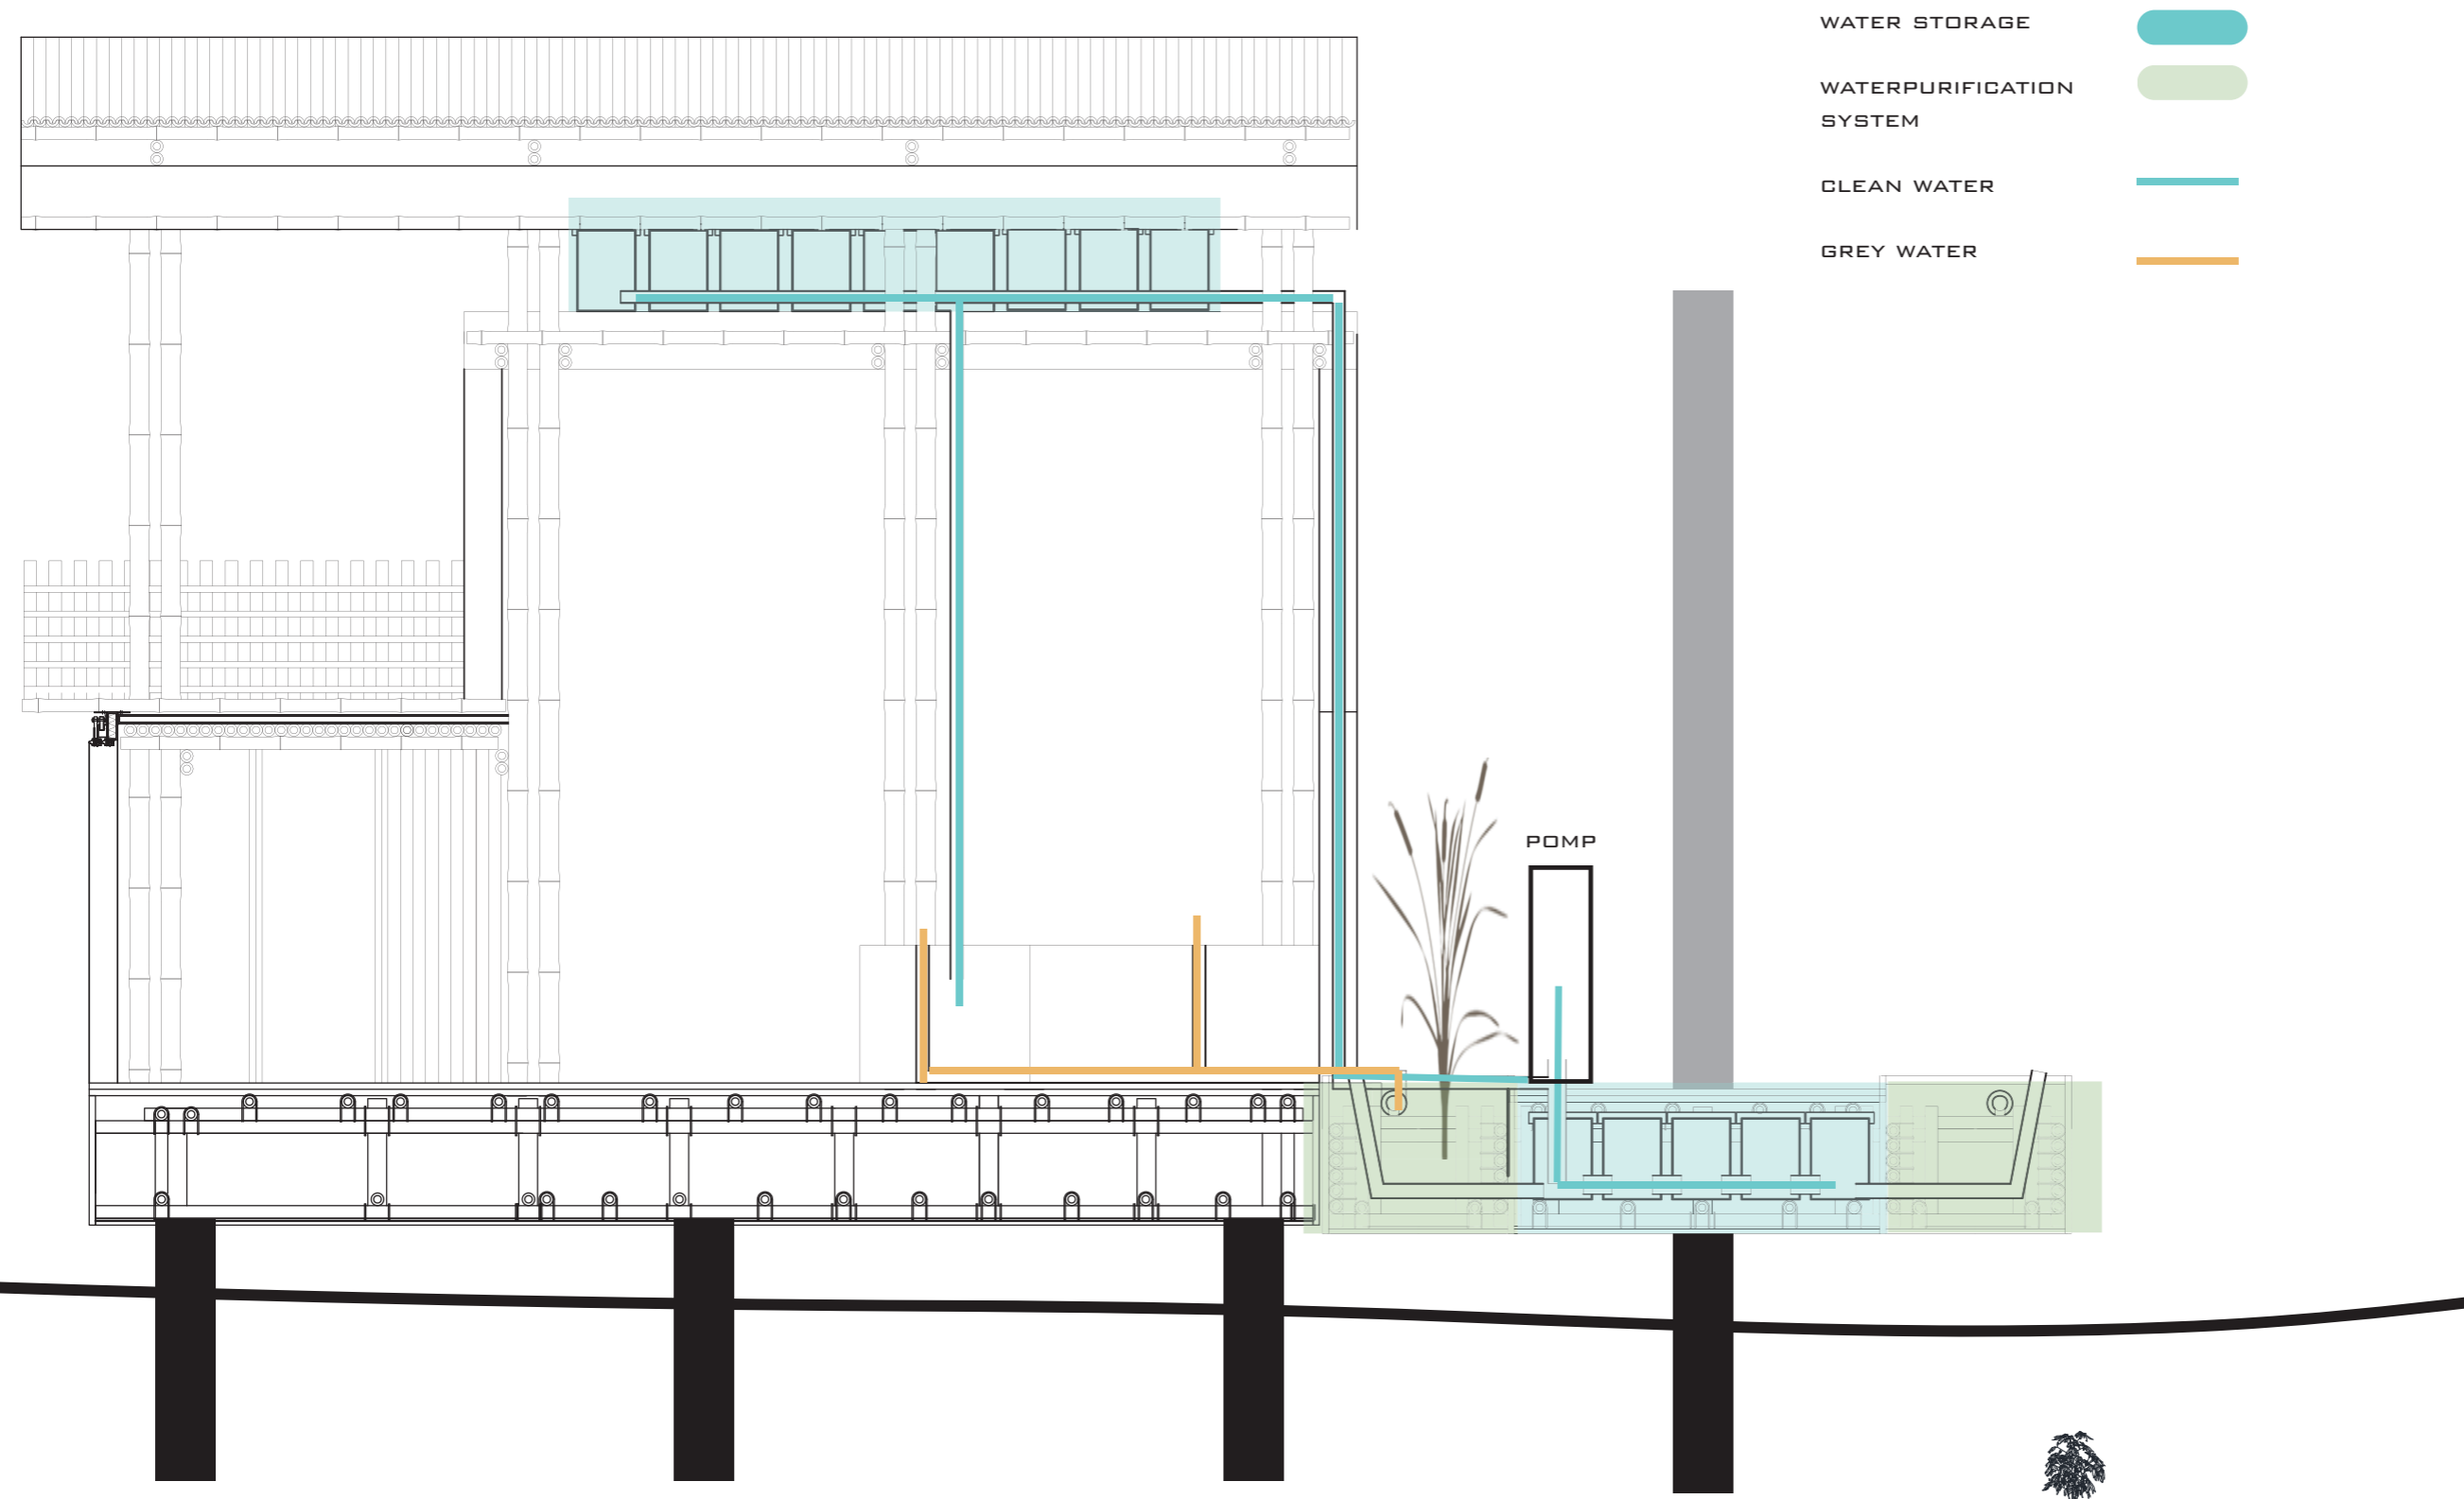 WATER STORAGE
WATERPURIFICATION
SYSTEM
CLEAN WATER
GREY WATER
POMP